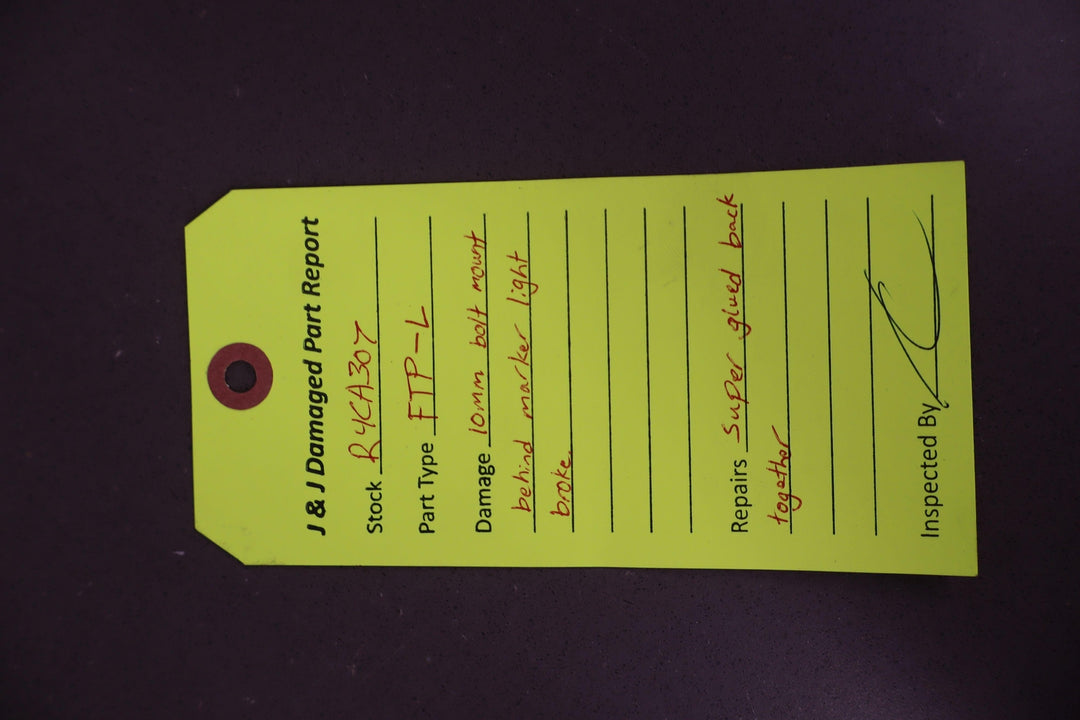 J & J Damaged Part Report
Stock R4CA307
Part Type FTP-L
Damage 10mm bolt mount
behind marker light
broke.
Repairs Super glued back
together
Inspected By